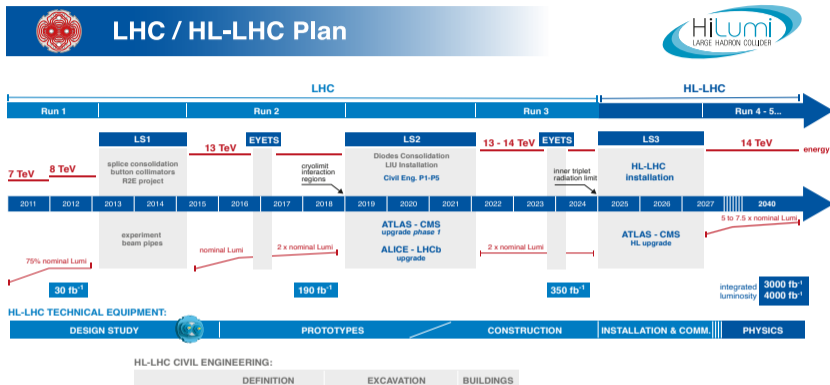 LHC / HL-LHC Plan
HiLumi
LARGE HADRON COLLIDER
LHC
HL-LHC
Run 1
Run 2
Run 3
Run 4 - 5...
LS1
EYETS
LS2
EYETS
LS3
7 TeV
8 TeV
13 TeV
13 - 14 TeV
14 TeV
energy
splice consolidation
button collimators
R2E project
cryolimit
interaction
regions
Diodes Consolidation
LIU Installation
Civil Eng. P1-P5
inner triplet
radiation limit
HL-LHC
installation
2011 2012 2013 2014 2015 2016 2017 2018 2019 2020 2021 2022 2023 2024 2025 2026 2027 2040
75% nominal Lumi
experiment
beam pipes
nominal Lumi
2 x nominal Lumi
ATLAS - CMS
upgrade phase 1
ALICE - LHCb
upgrade
2 x nominal Lumi
ATLAS - CMS
HL upgrade
5 to 7.5 x nominal Lumi
30 fb-1
190 fb-1
350 fb-1
integrated
luminosity
3000 fb-1
4000 fb-1
HL-LHC TECHNICAL EQUIPMENT:
DESIGN STUDY
PROTOTYPES
CONSTRUCTION
INSTALLATION & COMM.
PHYSICS
HL-LHC CIVIL ENGINEERING:
DEFINITION
EXCAVATION
BUILDINGS